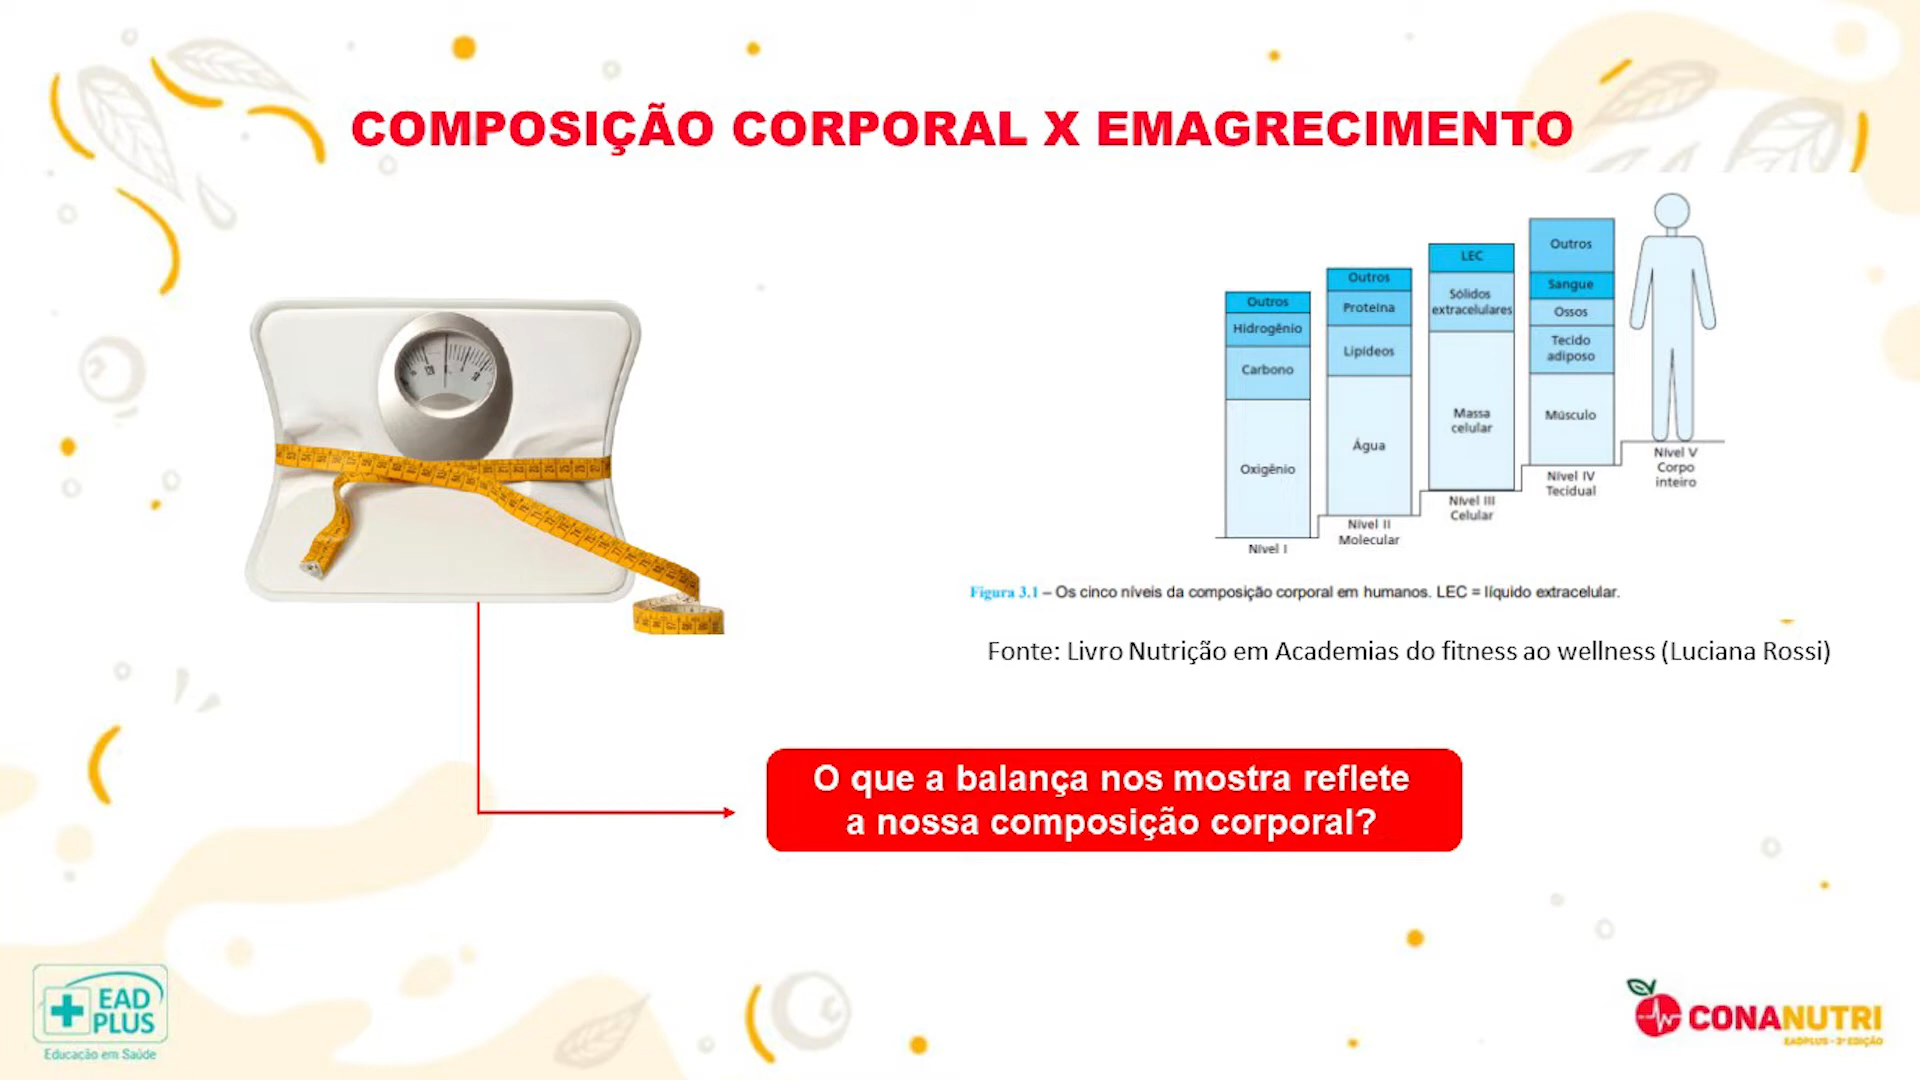 COMPOSIÇÃO CORPORAL X EMAGRECIMENTO
Outros
Hidrogênio
Carbono
Oxigênio
Nível I
Outros
Proteína
Lipídeos
Água
Nível II
Molecular
LEC
Sólidos
extracelulares
Massa
celular
Nível III
Celular
Outros
Sangue
Ossos
Tecido
adiposo
Músculo
Nível IV
Tecidual
Nível V
Corpo
inteiro
Figura 3.1 – Os cinco níveis da composição corporal em humanos. LEC = líquido extracelular.
Fonte: Livro Nutrição em Academias do fitness ao wellness (Luciana Rossi)
O que a balança nos mostra reflete
a nossa composição corporal?
EAD
PLUS
Educação em Saúde
CONANUTRI
EADPLUS - 3ª EDIÇÃO